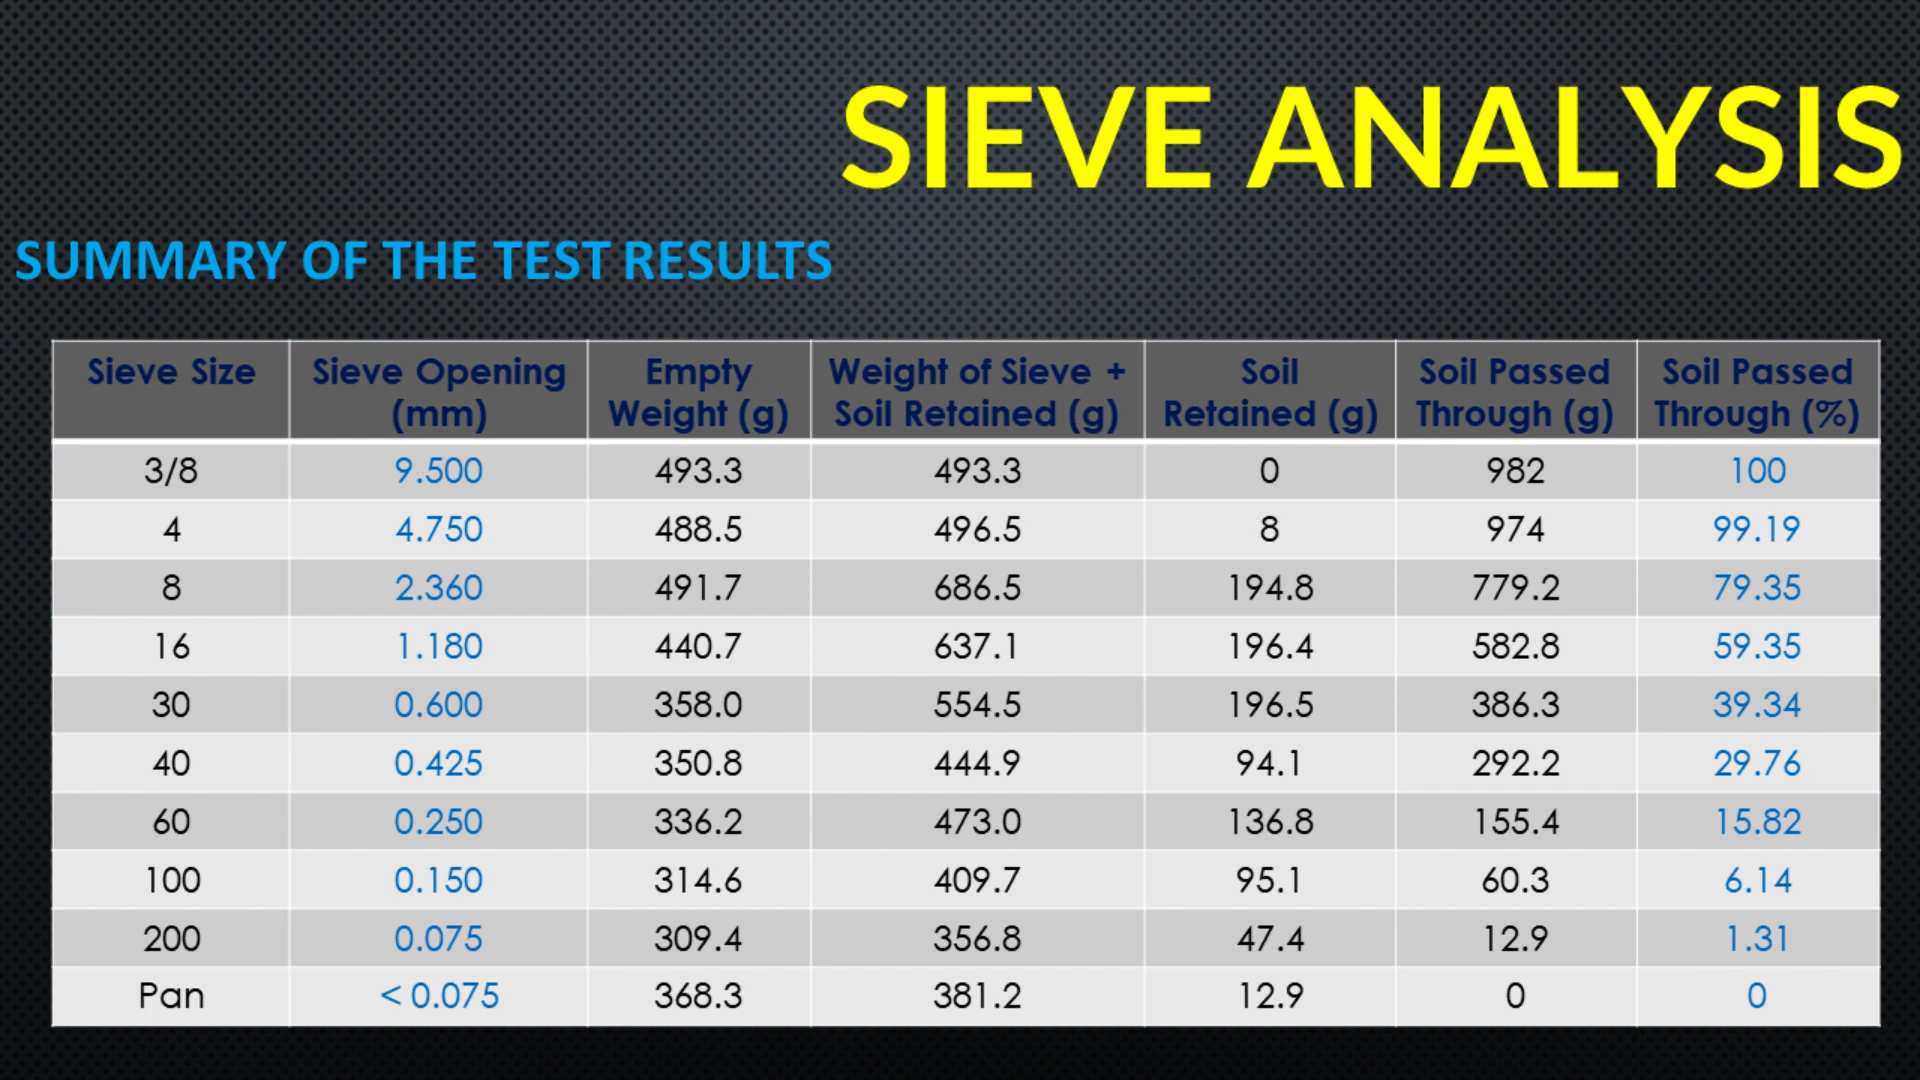 SIEVE ANALYSIS
SUMMARY OF THE TEST RESULTS
Sieve Size Sieve Opening (mm) Empty Weight (g) Weight of Sieve + Soil Retained (g) Soil Retained (g) Soil Passed Through (g) Soil Passed Through (%)
3/8 9.500 493.3 493.3 0 982 100
4 4.750 488.5 496.5 8 974 99.19
8 2.360 491.7 686.5 194.8 779.2 79.35
16 1.180 440.7 637.1 196.4 582.8 59.35
30 0.600 358.0 554.5 196.5 386.3 39.34
40 0.425 350.8 444.9 94.1 292.2 29.76
60 0.250 336.2 473.0 136.8 155.4 15.82
100 0.150 314.6 409.7 95.1 60.3 6.14
200 0.075 309.4 356.8 47.4 12.9 1.31
Pan < 0.075 368.3 381.2 12.9 0 0